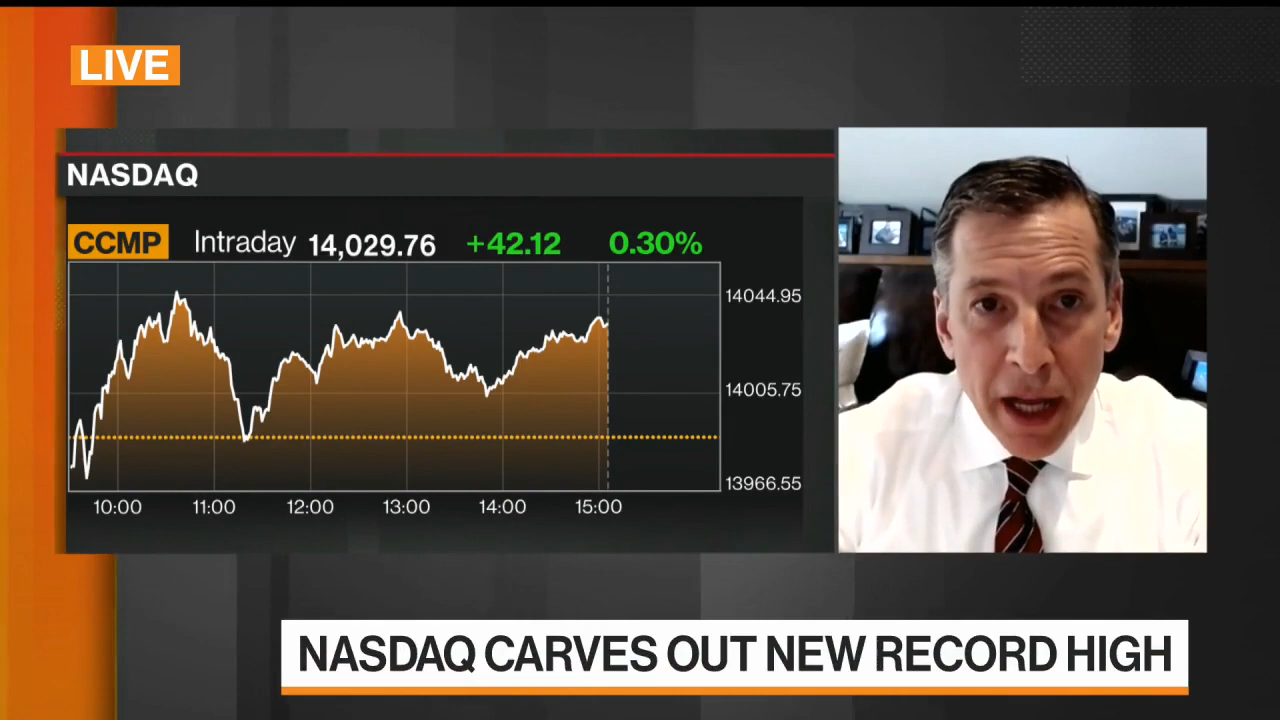 LIVE
NASDAQ
CCMP Intraday 14,029.76 +42.12 0.30%
14044.95
14005.75
13966.55
10:00 11:00 12:00 13:00 14:00 15:00
NASDAQ CARVES OUT NEW RECORD HIGH